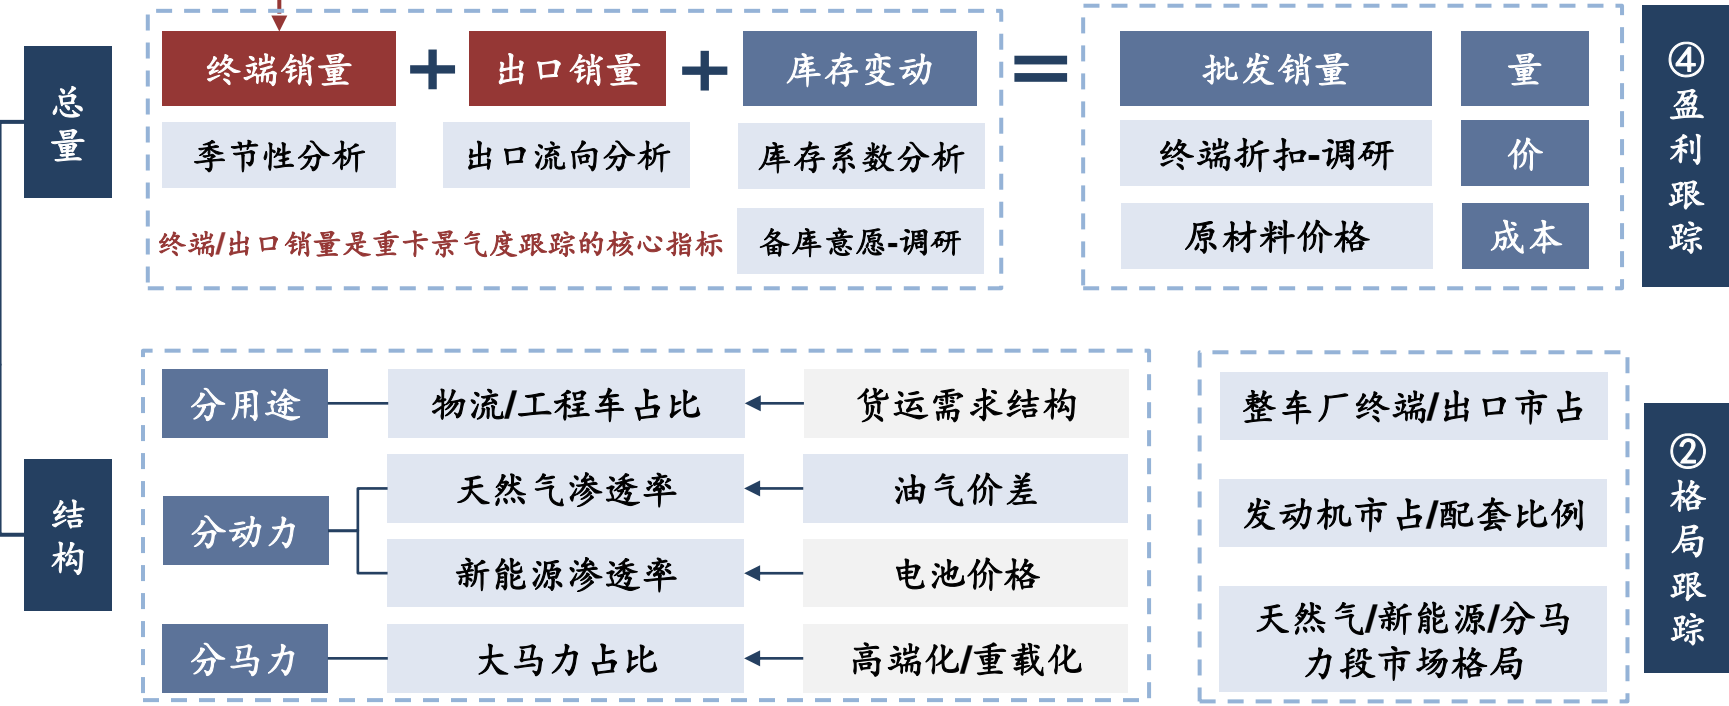 总量
终端销量
+
出口销量
+
库存变动
=
批发销量
量
季节性分析
出口流向分析
库存系数分析
终端折扣-调研
价
终端/出口销量是重卡景气度跟踪的核心指标
备库意愿-调研
原材料价格
成本
④盈利跟踪
结构
分用途
物流/工程车占比
货运需求结构
分动力
天然气渗透率
油气价差
新能源渗透率
电池价格
分马力
大马力占比
高端化/重载化
整车厂终端/出口市占
发动机市占/配套比例
天然气/新能源/分马
力段市场格局
②格局跟踪